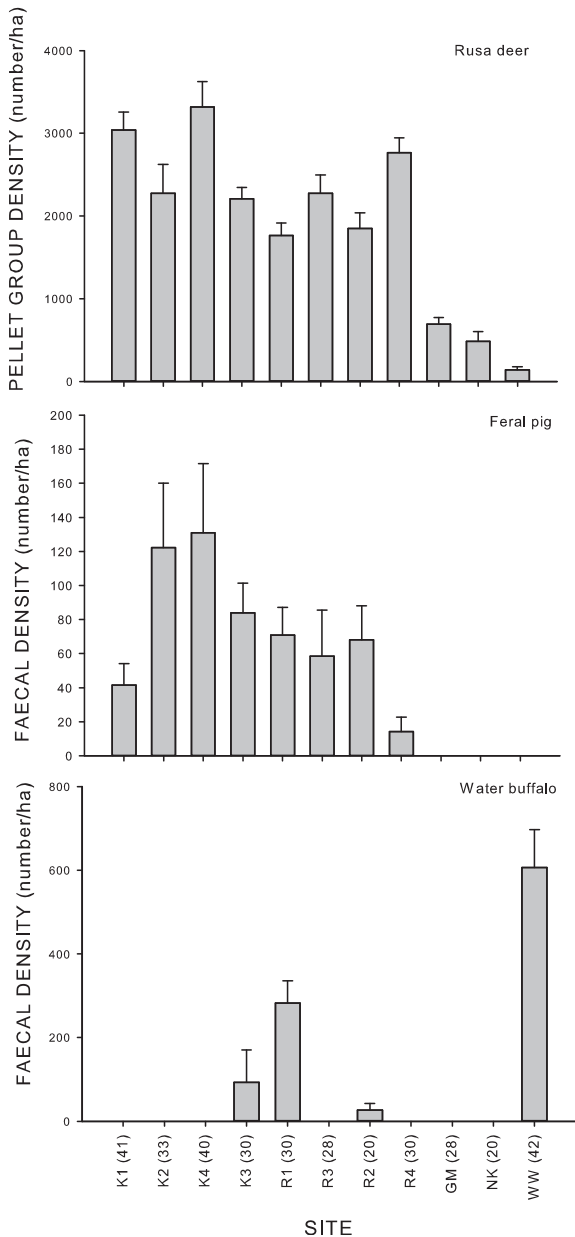 Rusa deer
PELLET GROUP DENSITY (number/ha)
4000
3000
2000
1000
0
Feral pig
FAECAL DENSITY (number/ha)
200
180
160
140
120
100
80
60
40
20
0
Water buffalo
FAECAL DENSITY (number/ha)
800
600
400
200
0
K1 (41)
K2 (33)
K4 (40)
K3 (30)
R1 (30)
R3 (28)
R2 (20)
R4 (30)
GM (28)
NK (20)
WW (42)
SITE